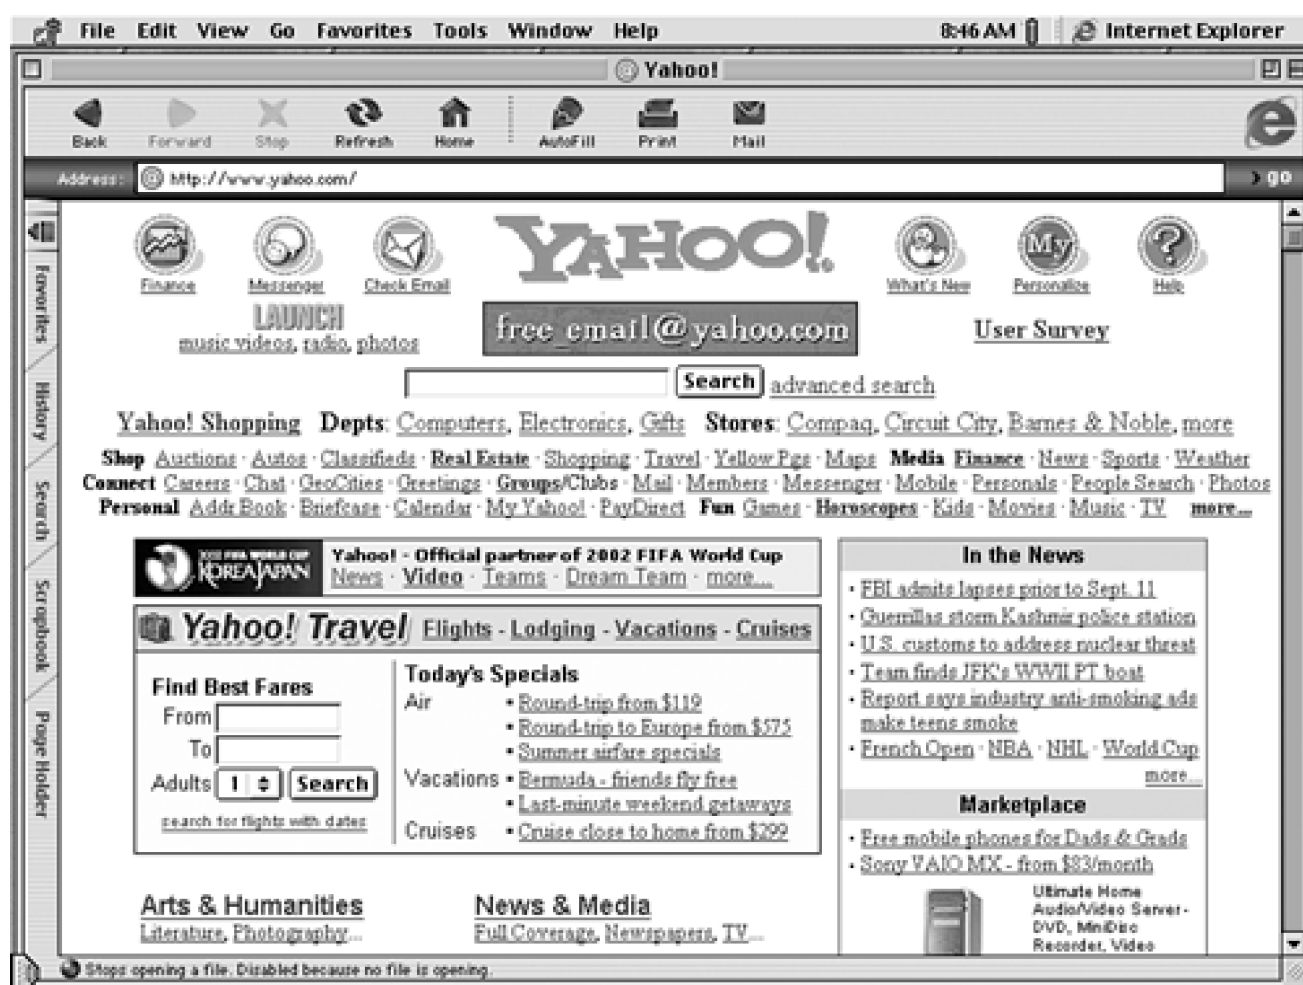 File Edit View Go Favorites Tools Window Help 8:46 AM Internet Explorer
Yahoo!
Back Forward Stop Refresh Home AutoFill Print Mail
Address: http://www.yahoo.com/ go
Favorites
History
Search
Scrapbook
Page Holder
YAHOO!
My
Finance Messenger Check Email What's New Personalize Help
LAUNCH
music videos, radio, photos
free_email@yahoo.com
User Survey
Search advanced search
Yahoo! Shopping Depts: Computers, Electronics, Gifts Stores: Compaq, Circuit City, Barnes & Noble, more
Shop Auctions · Autos · Classifieds · Real Estate · Shopping · Travel · Yellow Pgs · Maps Media Finance · News · Sports · Weather
Connect Careers · Chat · GeoCities · Greetings · Groups/Clubs · Mail · Members · Messenger · Mobile · Personals · People Search · Photos
Personal Addr Book · Briefcase · Calendar · My Yahoo! · PayDirect Fun Games · Horoscopes · Kids · Movies · Music · TV more...
2002 FIFA WORLD CUP
KOREA JAPAN
Yahoo! - Official partner of 2002 FIFA World Cup
News · Video · Teams · Dream Team · more...
Yahoo! Travel Flights - Lodging - Vacations - Cruises
Find Best Fares
From
To
Adults 1 Search
search for flights with dates
Today's Specials
Air • Round-trip from $119
• Round-trip to Europe from $575
• Summer airfare specials
Vacations • Bermuda - friends fly free
• Last-minute weekend getaways
Cruises • Cruise close to home from $299
In the News
• FBI admits lapses prior to Sept. 11
• Guerrillas storm Kashmir police station
• U.S. customs to address nuclear threat
• Team finds JFK's WWII PT boat
• Report says industry anti-smoking ads
make teens smoke
• French Open · NBA · NHL · World Cup
more...
Marketplace
• Free mobile phones for Dads & Grads
• Sony VAIO MX - from $83/month
Ultimate Home
Audio/Video Server-
DVD, MiniDisc
Recorder, Video
Arts & Humanities
Literature, Photography...
News & Media
Full Coverage, Newspapers, TV...
Stops opening a file. Disabled because no file is opening.